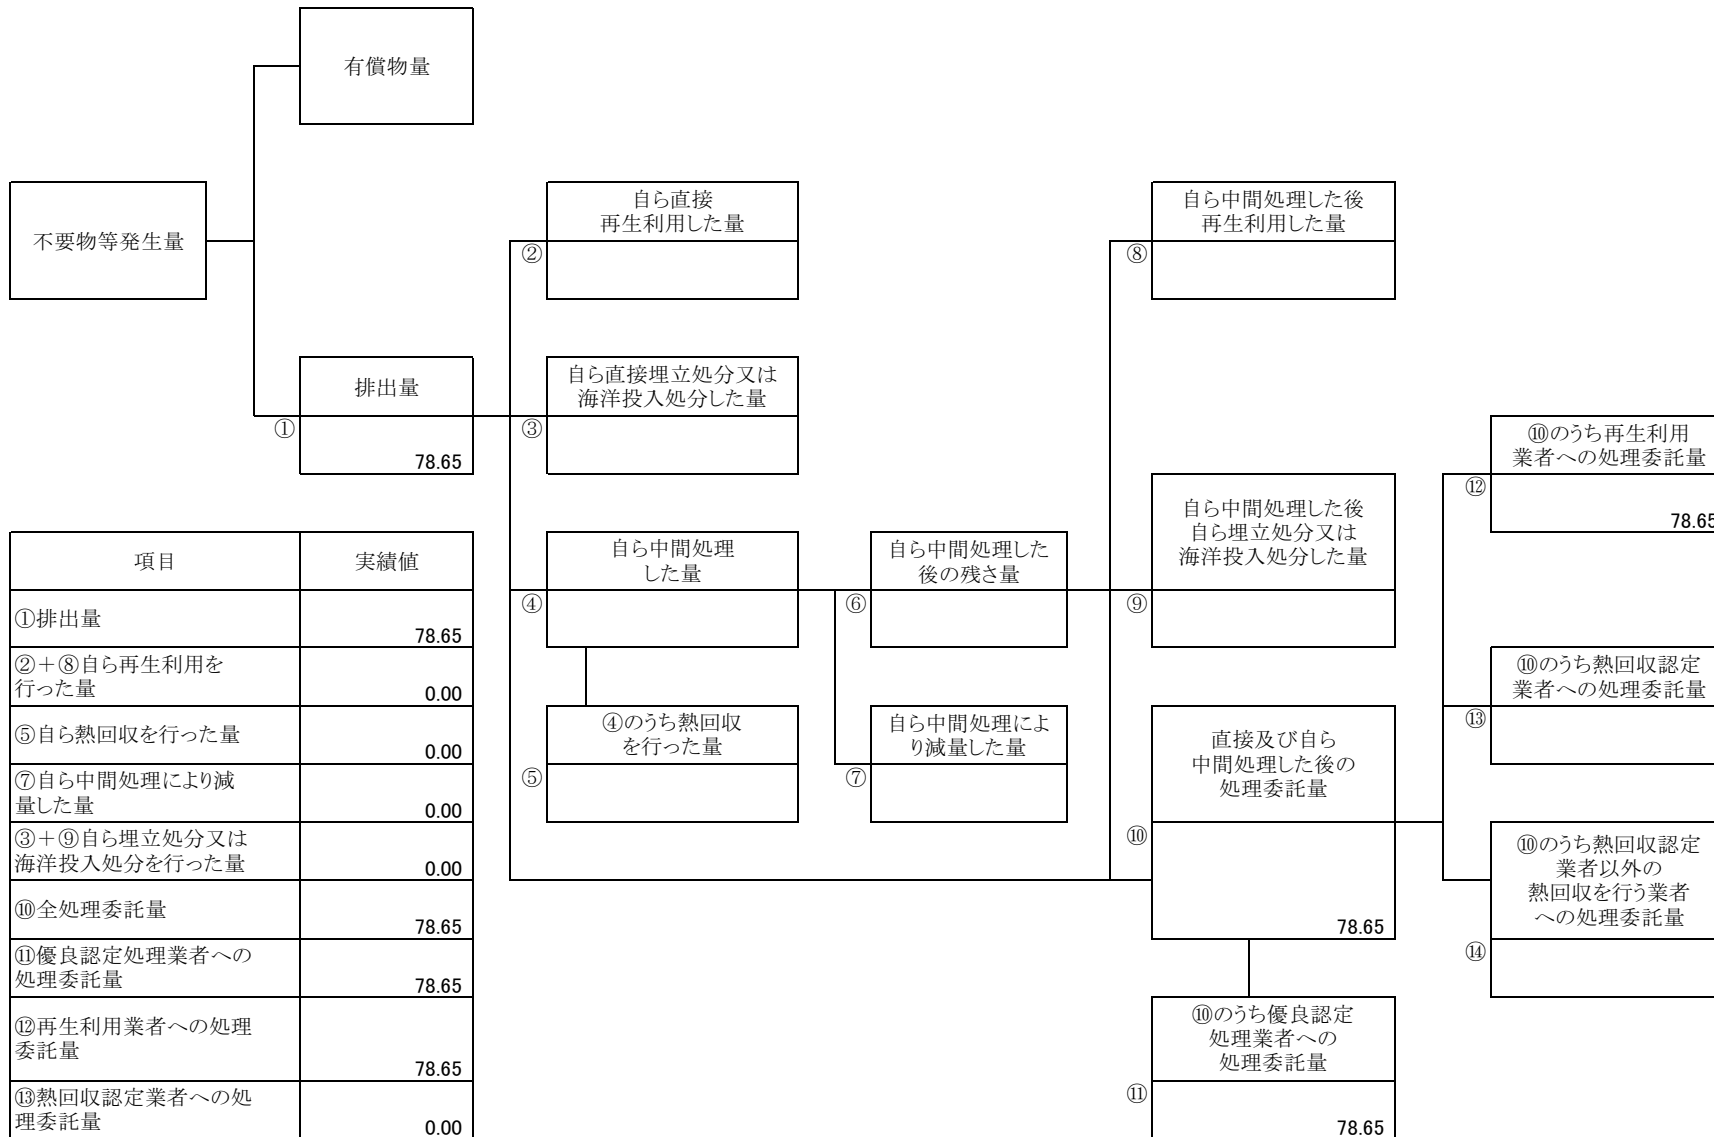 有償物量
不要物等発生量
自ら直接
再生利用した量
②
自ら中間処理した後
再生利用した量
⑧
排出量
①
78.65
自ら直接埋立処分又は
海洋投入処分した量
③
⑩のうち再生利用
業者への処理委託量
⑫
78.65
自ら中間処理した後
自ら埋立処分又は
海洋投入処分した量
⑨
自ら中間処理
した量
④
自ら中間処理した
後の残さ量
⑥
④のうち熱回収
を行った量
⑤
自ら中間処理によ
り減量した量
⑦
直接及び自ら
中間処理した後の
処理委託量
⑩
78.65
⑩のうち熱回収認定
業者への処理委託量
⑬
⑩のうち熱回収認定
業者以外の
熱回収を行う業者
への処理委託量
⑭
⑩のうち優良認定
処理業者への
処理委託量
⑪
78.65
項目 実績値
①排出量
78.65
②+⑧自ら再生利用を
行った量
0.00
⑤自ら熱回収を行った量
0.00
⑦自ら中間処理により減
量した量
0.00
③+⑨自ら埋立処分又は
海洋投入処分を行った量
0.00
⑩全処理委託量
78.65
⑪優良認定処理業者への
処理委託量
78.65
⑫再生利用業者への処理
委託量
78.65
⑬熱回収認定業者への処
理委託量
0.00